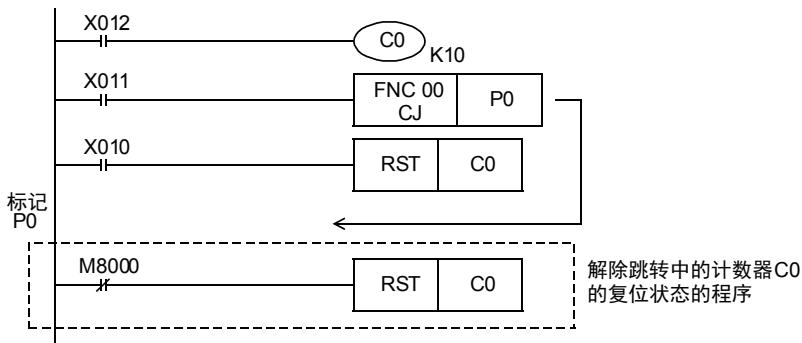 X012
C0
K10
X011
FNC 00
CJ
P0
X010
RST
C0
标记
P0
M8000
RST
C0
解除跳转中的计数器C0
的复位状态的程序